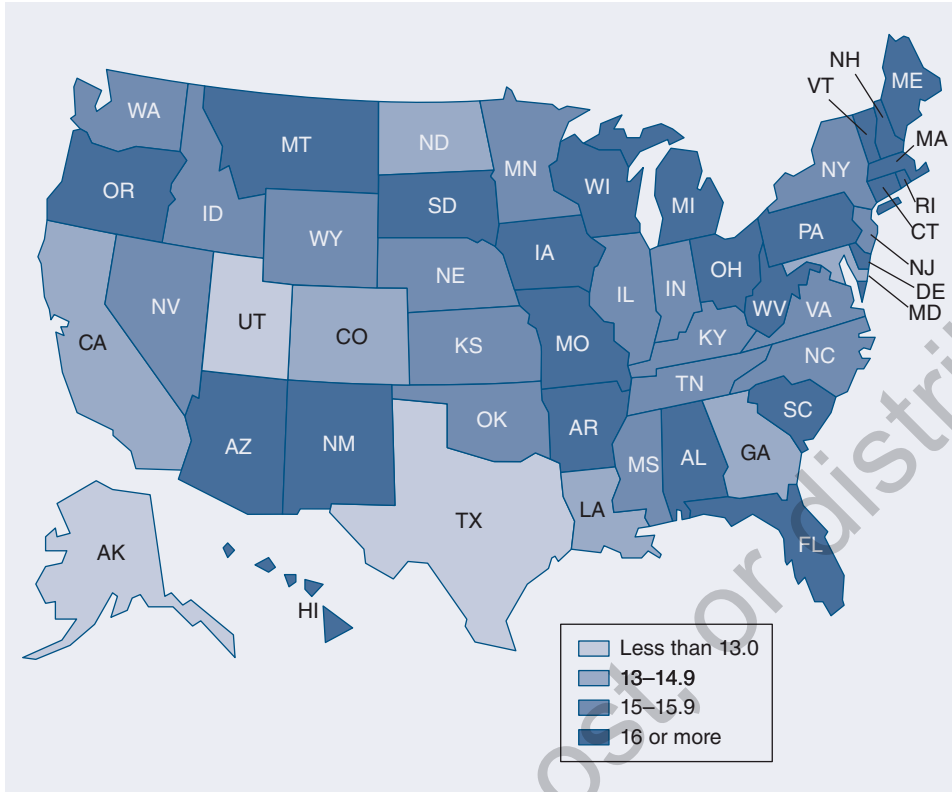 WA
MT
ND
MN
OR
ID
SD
WI
MI
NY
VT
NH
ME
MA
RI
CT
NJ
DE
MD
WY
NE
IA
PA
NV
UT
CO
KS
IL
IN
OH
WV
VA
CA
MO
KY
NC
TN
AZ
NM
OK
AR
SC
MS
AL
GA
TX
LA
FL
AK
HI
Less than 13.0
13–14.9
15–15.9
16 or more
ost, or distri